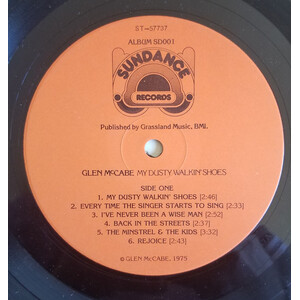 ST-57737
ALBUM SD001
SUNDANCE
RECORDS
Published by Grassland Music, BMI.
GLEN McCABE MY DUSTY WALKIN' SHOES
SIDE ONE
1. MY DUSTY WALKIN' SHOES [2:46]
2. EVERY TIME THE SINGER STARTS TO SING [2:33]
3. I'VE NEVER BEEN A WISE MAN [2:52]
4. BACK IN THE STREETS [2:37]
5. THE MINSTREL & THE KIDS [2:32]
6. REJOICE [2:43]
© GLEN McCABE, 1975